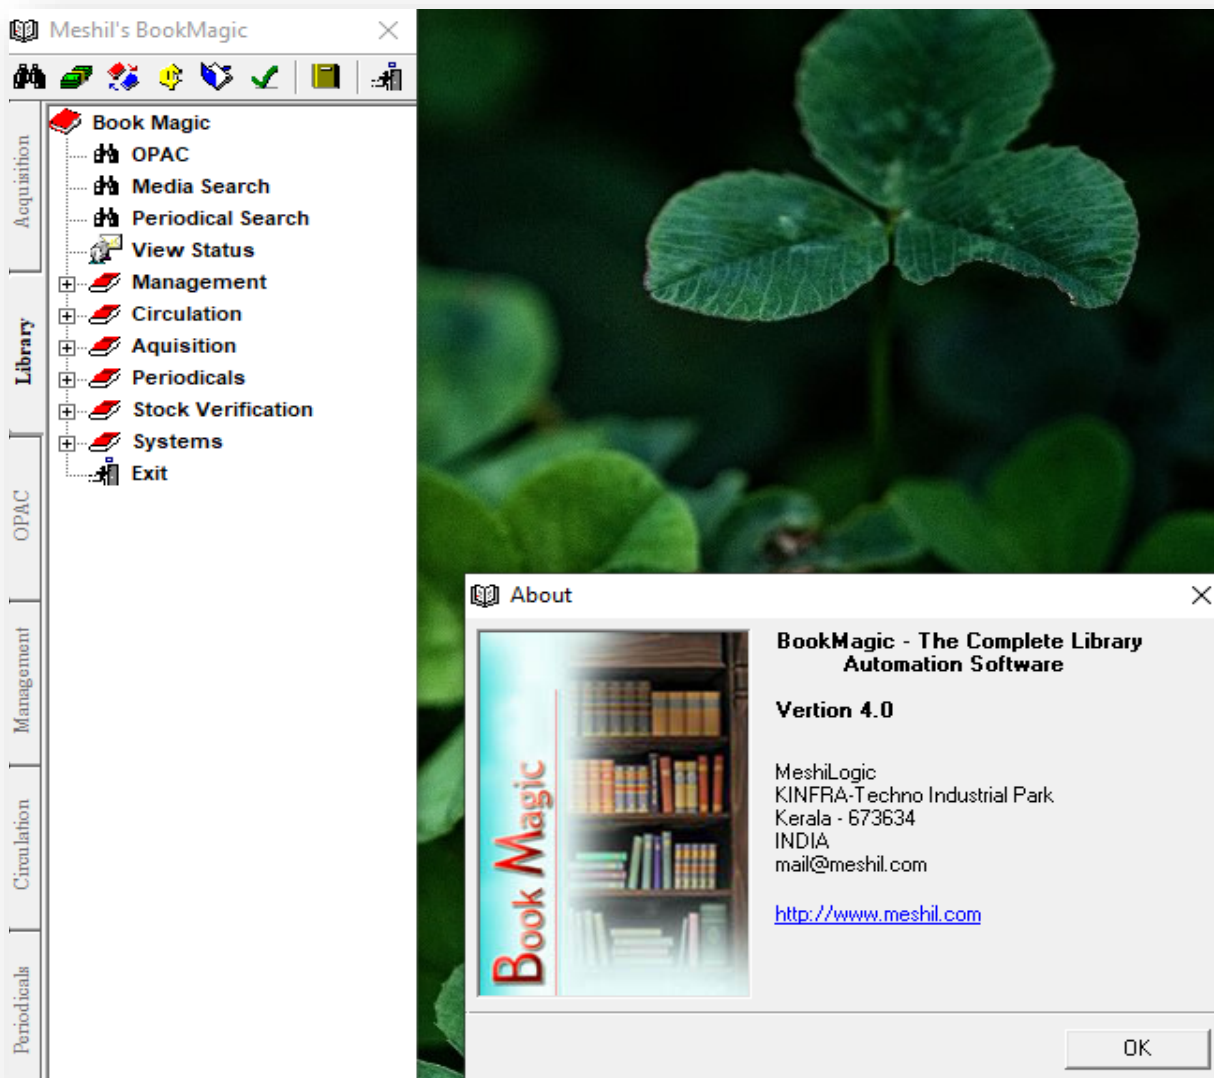 Meshil's BookMagic
Acquisition
Library
OPAC
Management
Circulation
Periodicals
Book Magic
OPAC
Media Search
Periodical Search
View Status
Management
Circulation
Aquisition
Periodicals
Stock Verification
Systems
Exit
About
Book Magic
BookMagic - The Complete Library
Automation Software
Vertion 4.0
MeshiLogic
KINFRA-Techno Industrial Park
Kerala - 673634
INDIA
mail@meshil.com
http://www.meshil.com
OK